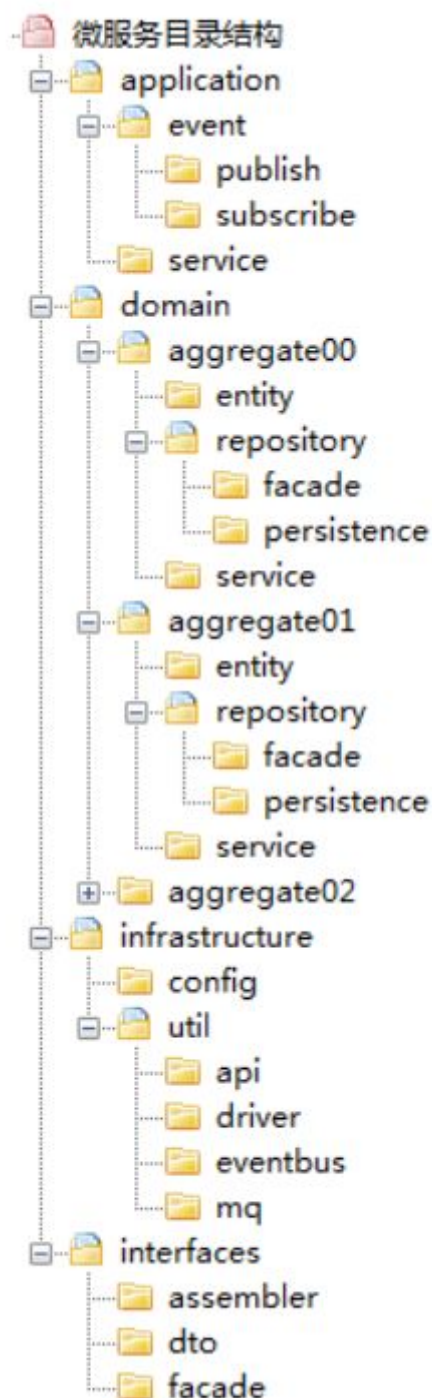 微服务目录结构
application
event
publish
subscribe
service
domain
aggregate00
entity
repository
facade
persistence
service
aggregate01
entity
repository
facade
persistence
service
aggregate02
infrastructure
config
util
api
driver
eventbus
mq
interfaces
assembler
dto
facade